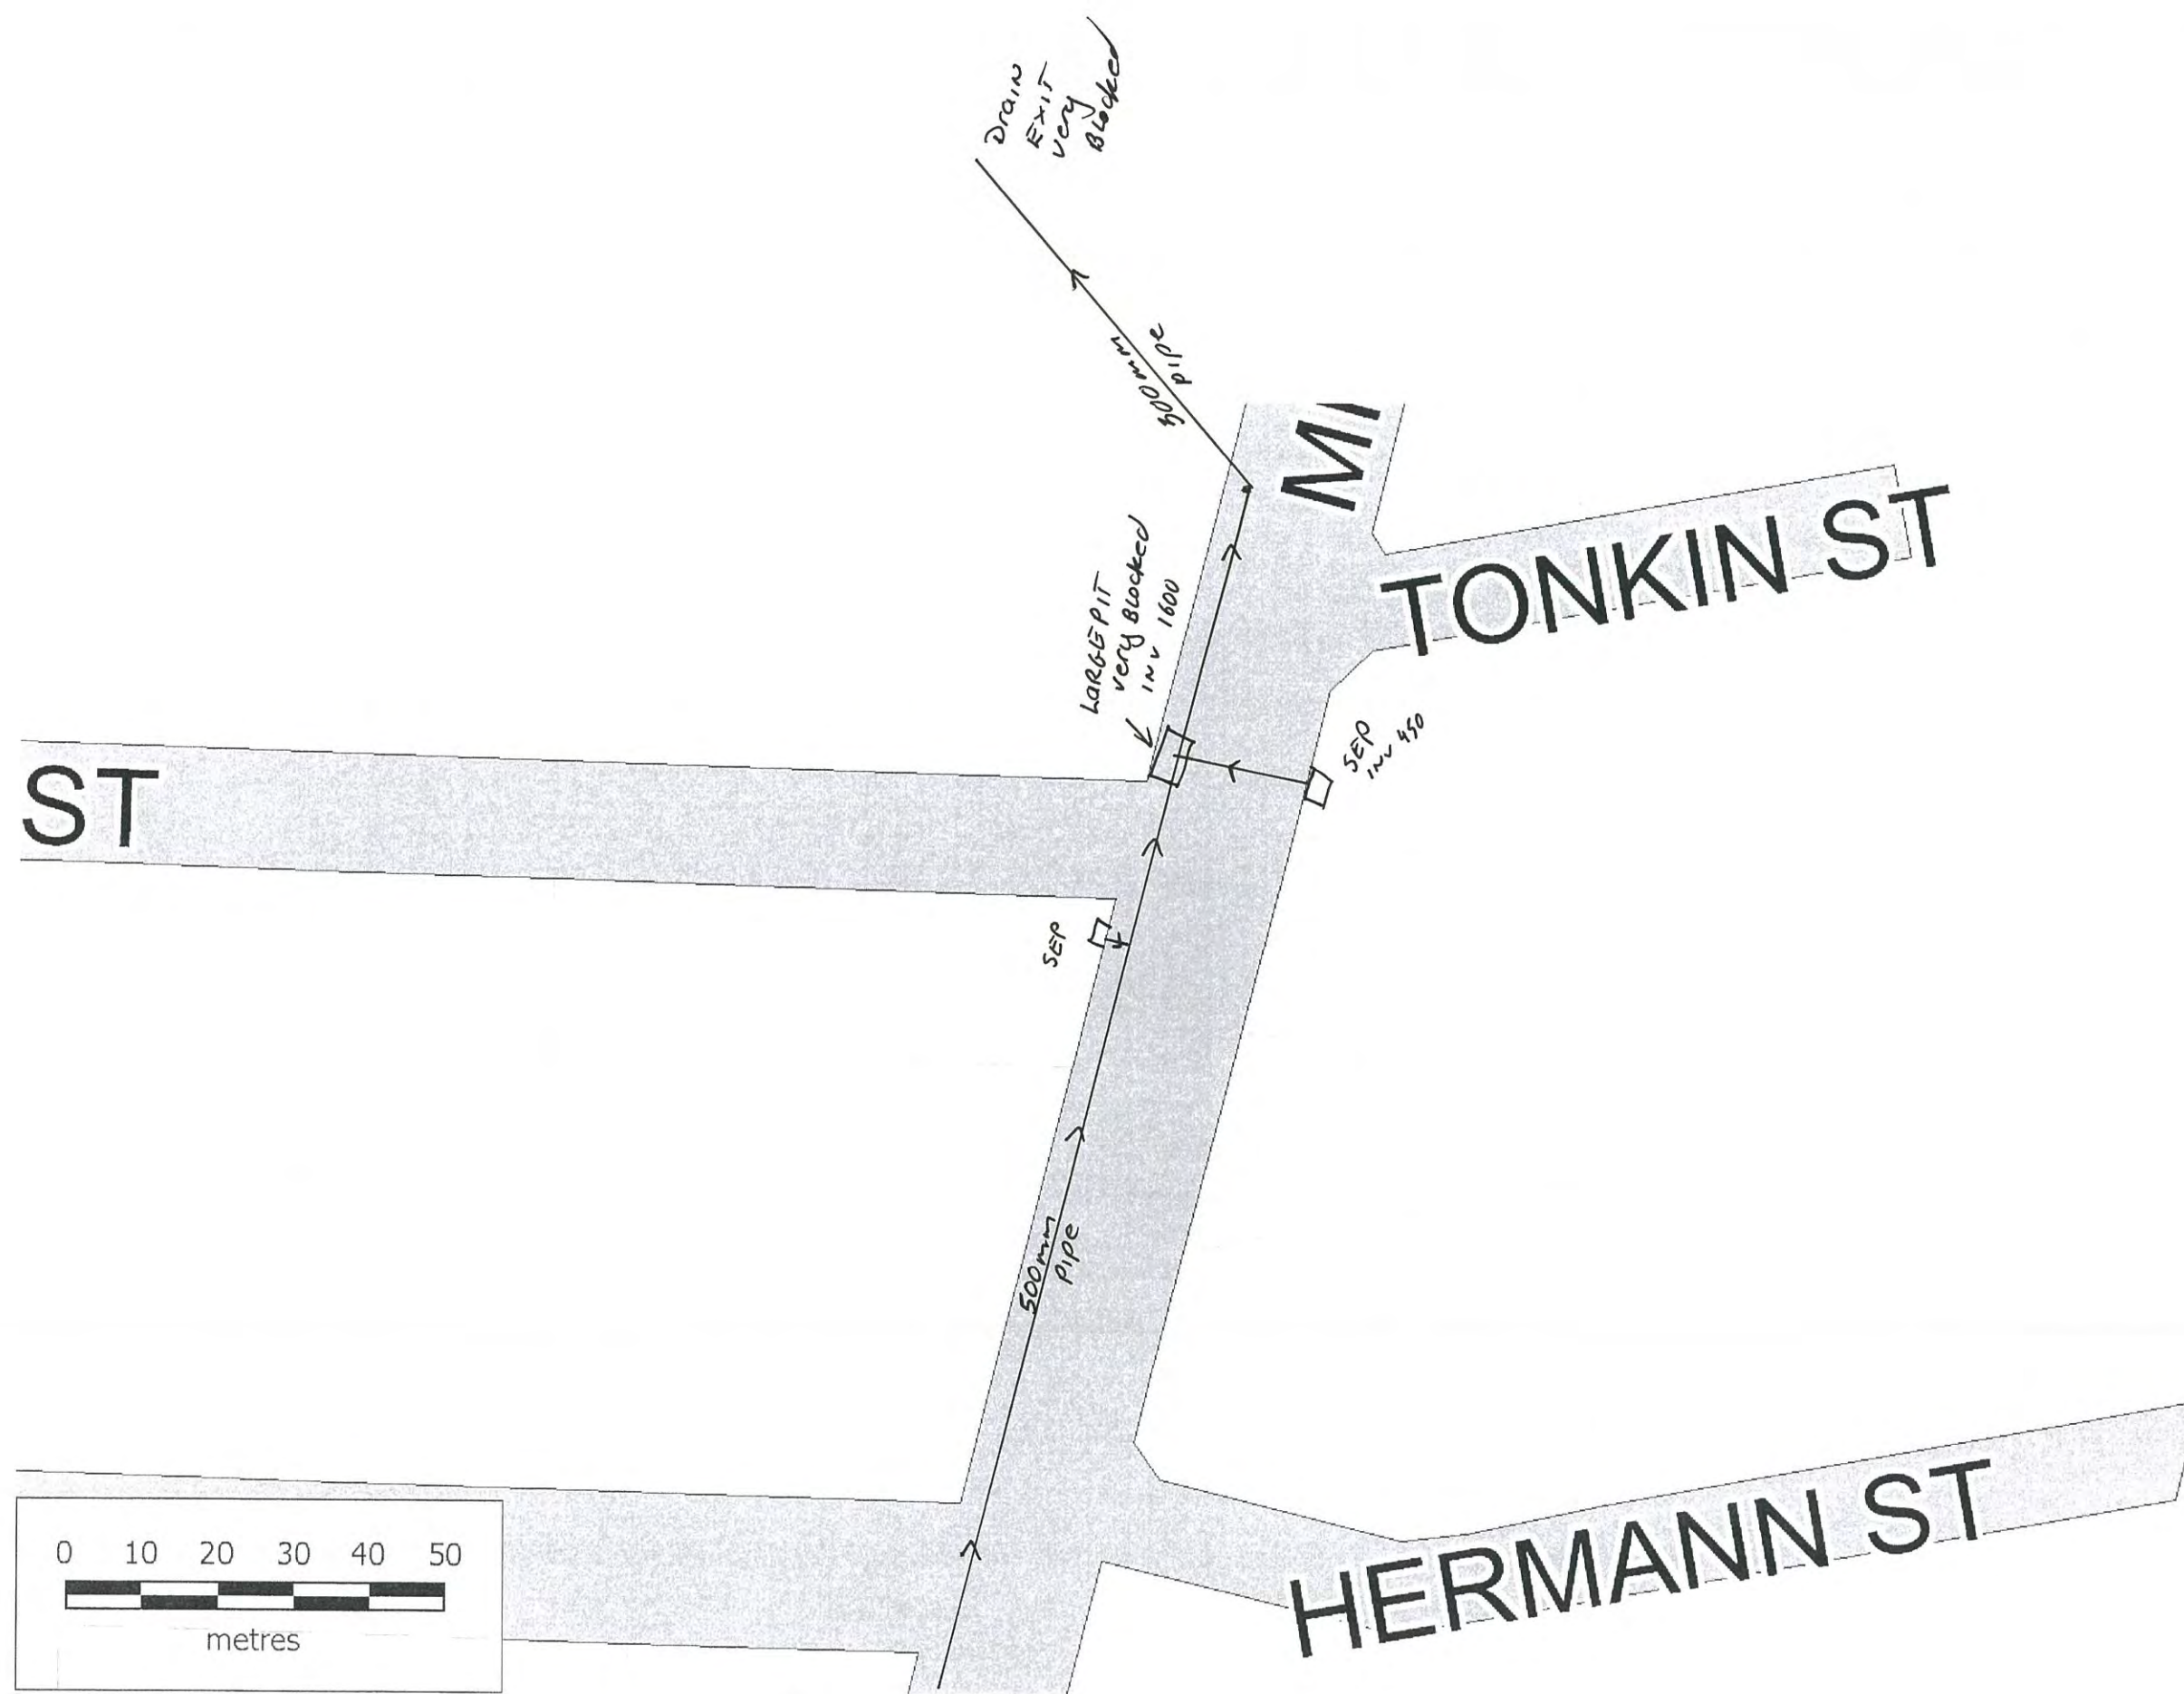 Drain
EXIT
very
Blocked
500mm
pipe
MI
TONKIN ST
LARGE PIT
very Blocked
INV 1600
SEP
INV 450
ST
SEP
500mm
pipe
HERMANN ST
0 10 20 30 40 50
metres